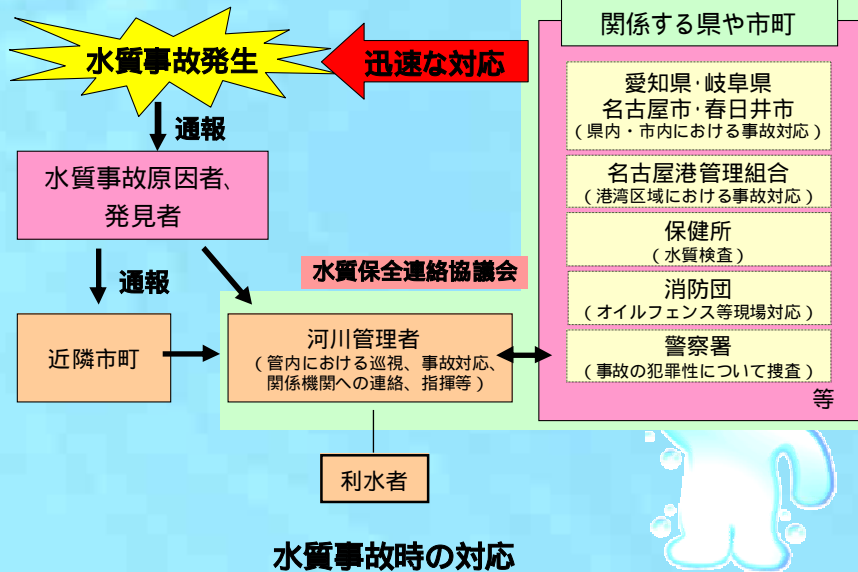 水質事故発生
迅速な対応
関係する県や市町
通報
水質事故原因者、
発見者
通報
近隣市町
水質保全連絡協議会
河川管理者
（管内における巡視、事故対応、
関係機関への連絡、指揮等）
利水者
愛知県・岐阜県
名古屋市・春日井市
（県内・市内における事故対応）
名古屋港管理組合
（港湾区域における事故対応）
保健所
（水質検査）
消防団
（オイルフェンス等現場対応）
警察署
（事故の犯罪性について捜査）
等
水質事故時の対応